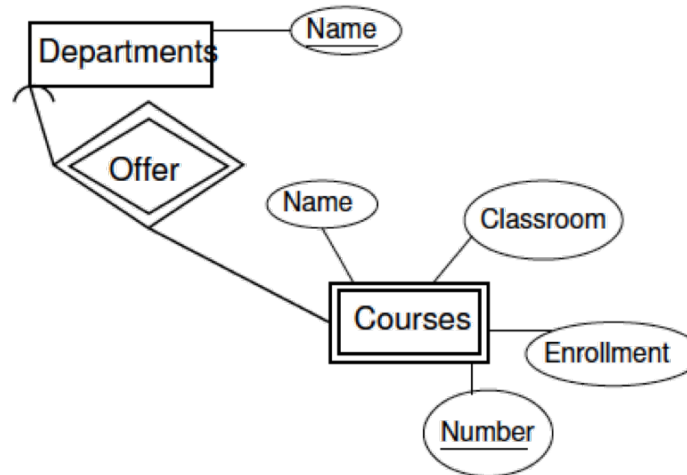 Departments
Name
Offer
Name
Classroom
Courses
Enrollment
Number